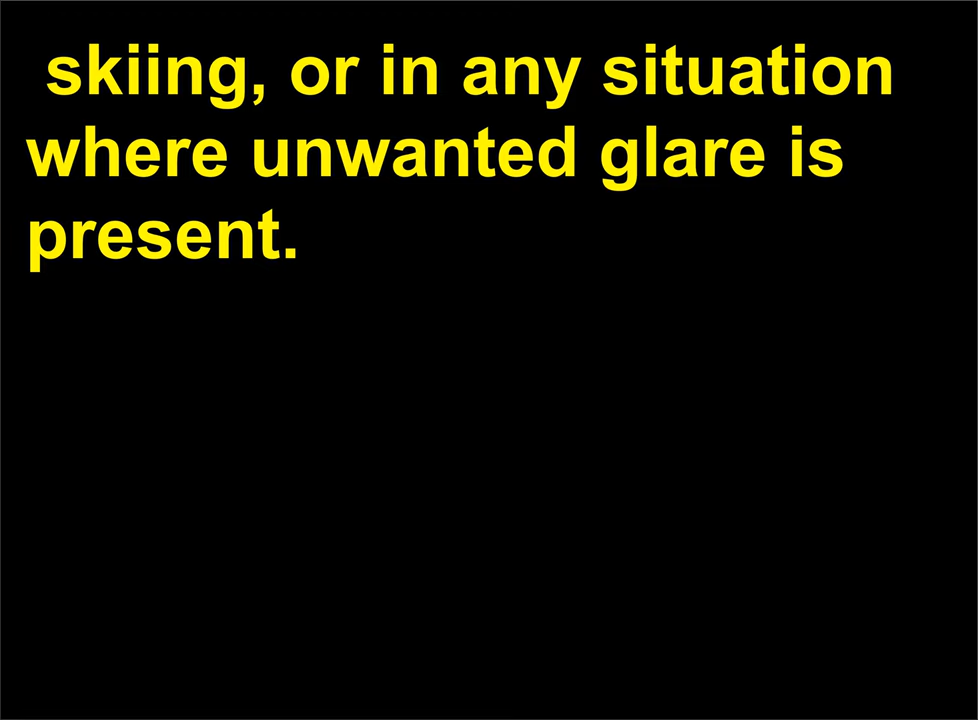 skiing, or in any situation
where unwanted glare is
present.